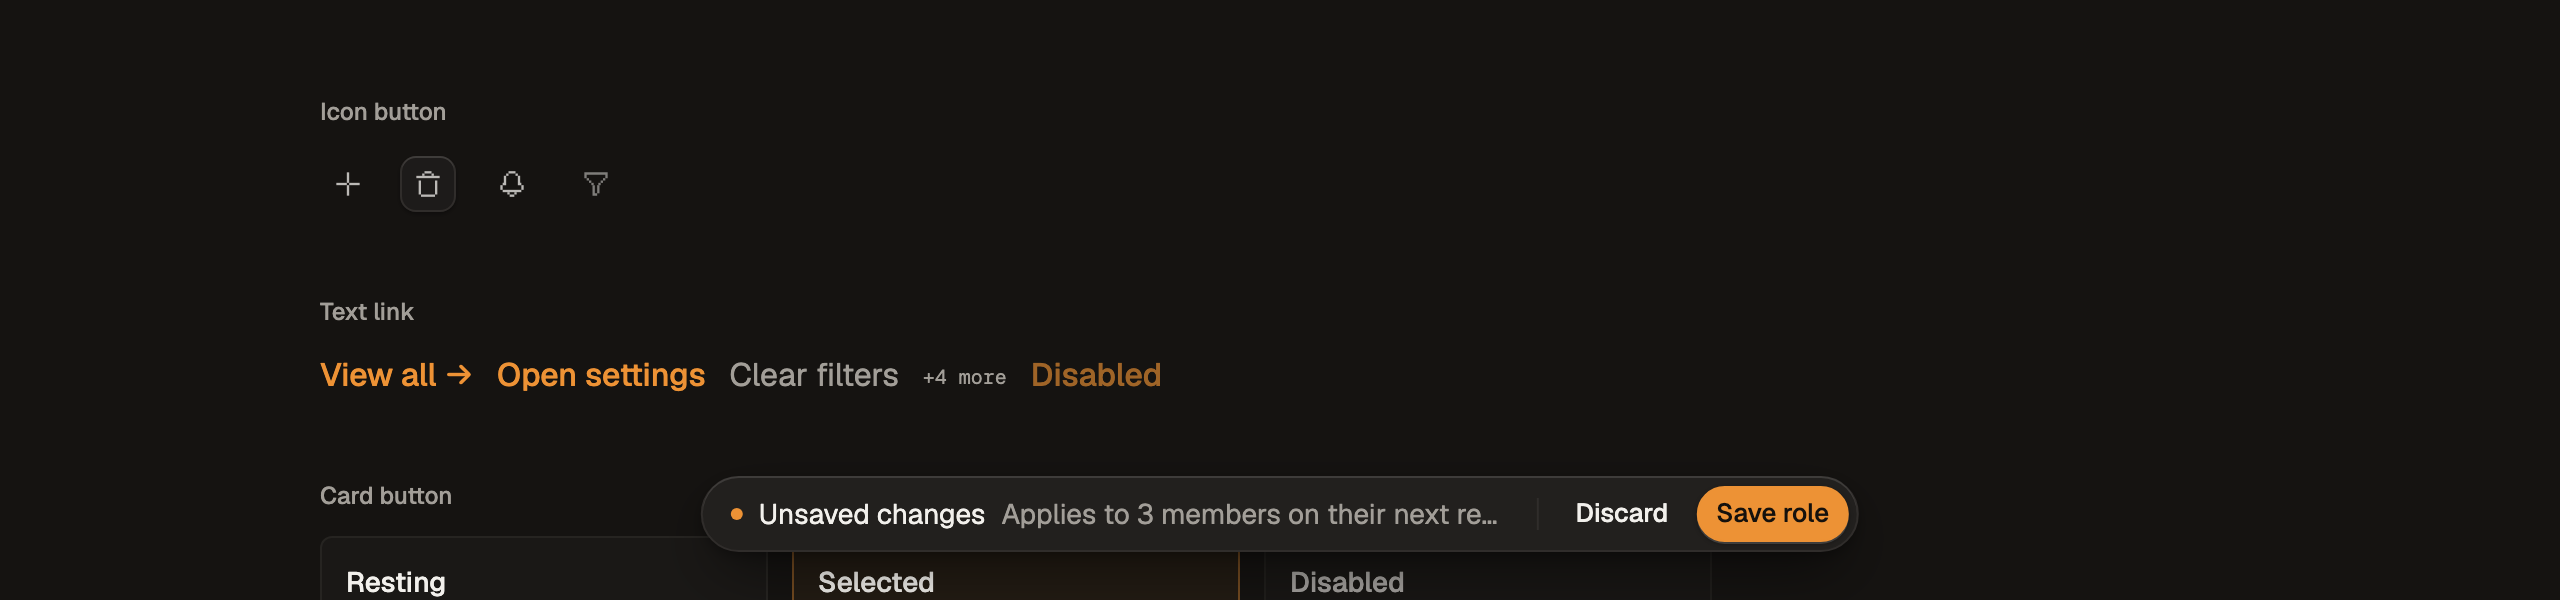 Icon button
Text link
View all → Open settings Clear filters +4 more Disabled
Card button
Unsaved changes Applies to 3 members on their next re... Discard Save role
Resting Selected Disabled